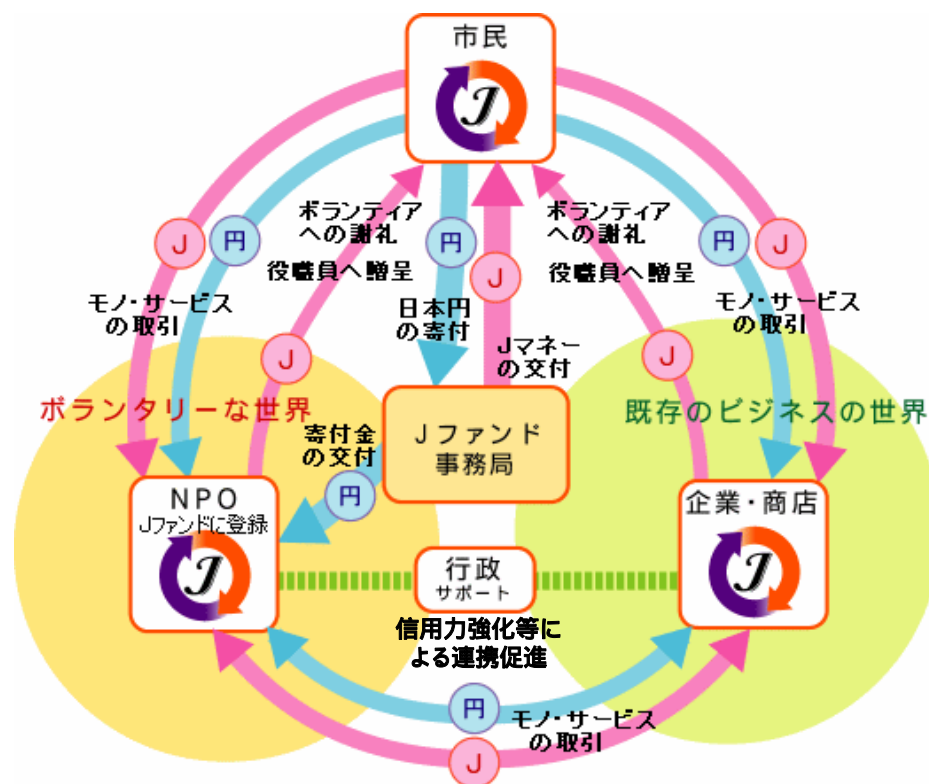 市民
J
J
円
ボランティア
への謝礼
役職員へ贈呈
円
J
ボランティア
への謝礼
役職員へ贈呈
円
J
モノ・サービス
の取引
日本円
の寄付
Jマネー
の交付
モノ・サービス
の取引
J
J
ボランタリーな世界
既存のビジネスの世界
寄付金
の交付
円
Jファンド
事務局
NPO
Jファンドに登録
J
企業・商店
J
行政
サポート
信用力強化等に
よる連携促進
円
モノ・サービス
の取引
J